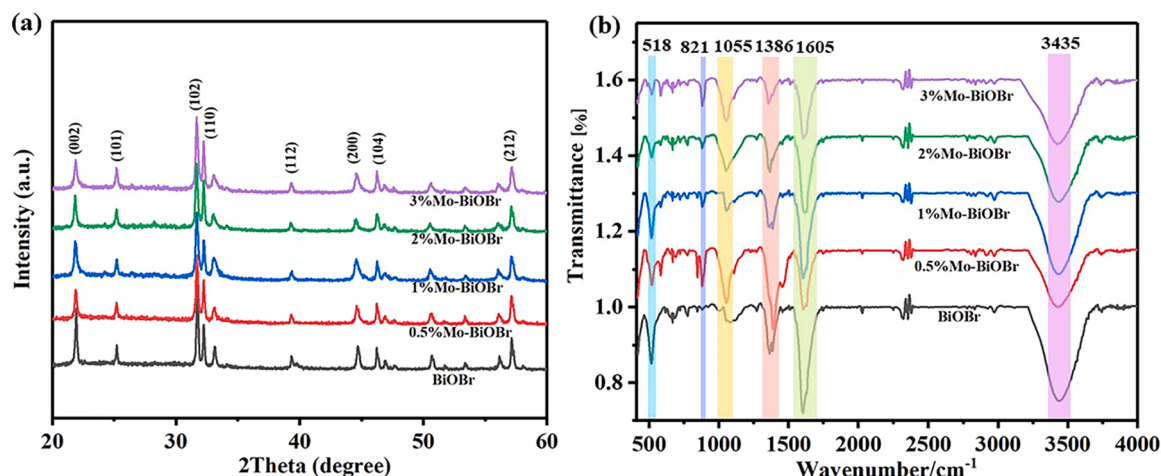 (a)
Intensity (a.u.)
(002)
(101)
(102)
(110)
(112)
(200)
(104)
(212)
3%Mo-BiOBr
2%Mo-BiOBr
1%Mo-BiOBr
0.5%Mo-BiOBr
BiOBr
20 30 40 50 60
2Theta (degree)
(b)
Transmittance [%]
518 821 1055 1386 1605 3435
1.6
1.4
1.2
1.0
0.8
3%Mo-BiOBr
2%Mo-BiOBr
1%Mo-BiOBr
0.5%Mo-BiOBr
BiOBr
500 1000 1500 2000 2500 3000 3500 4000
Wavenumber/cm-1